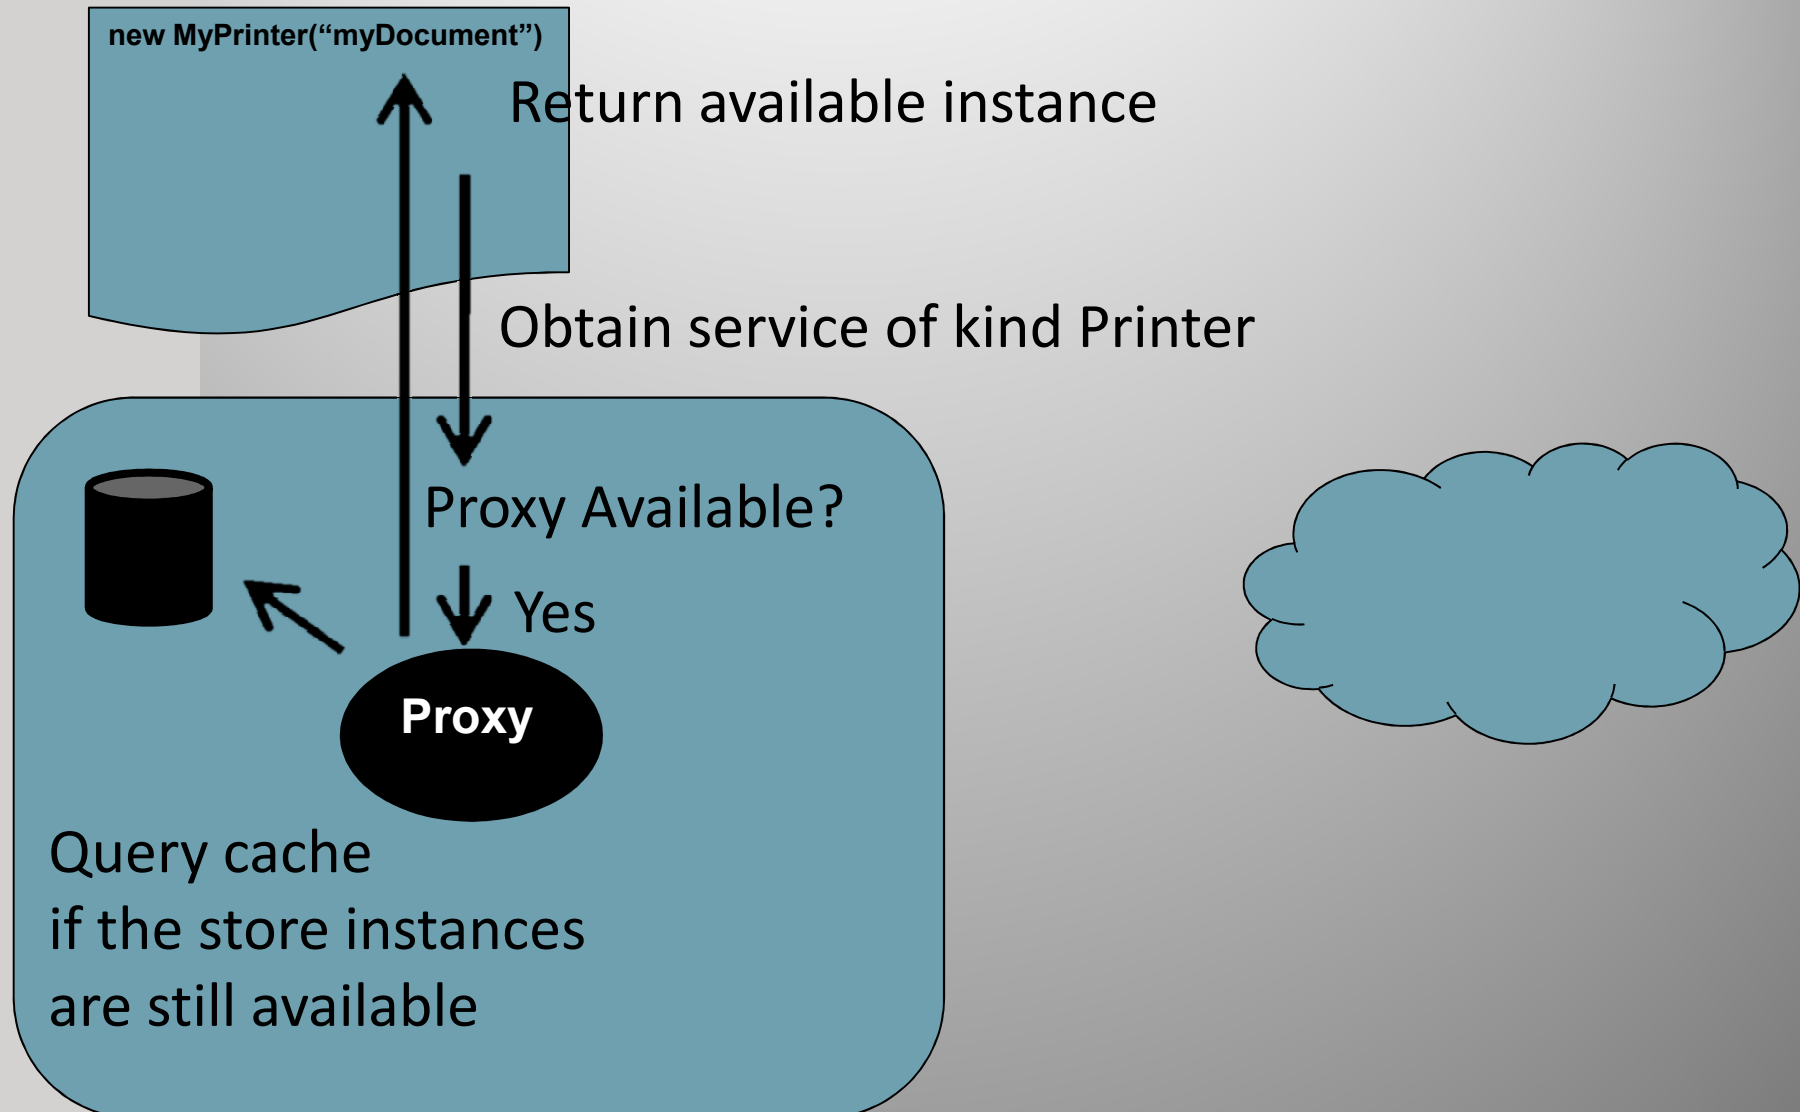 new MyPrinter(“myDocument”)
Return available instance
Obtain service of kind Printer
Proxy Available?
Yes
Proxy
Query cache
if the store instances
are still available